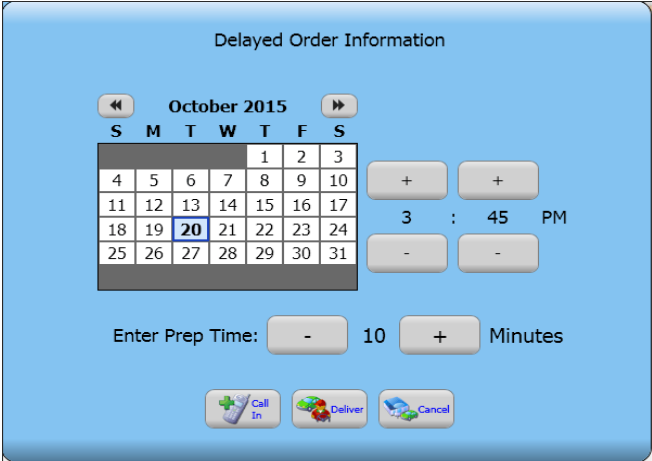 Delayed Order Information
October 2015
S M T W T F S
1 2 3
4 5 6 7 8 9 10
11 12 13 14 15 16 17
18 19 20 21 22 23 24
25 26 27 28 29 30 31
+ +
3 : 45 PM
- -
Enter Prep Time: - 10 + Minutes
Call In
Deliver
Cancel